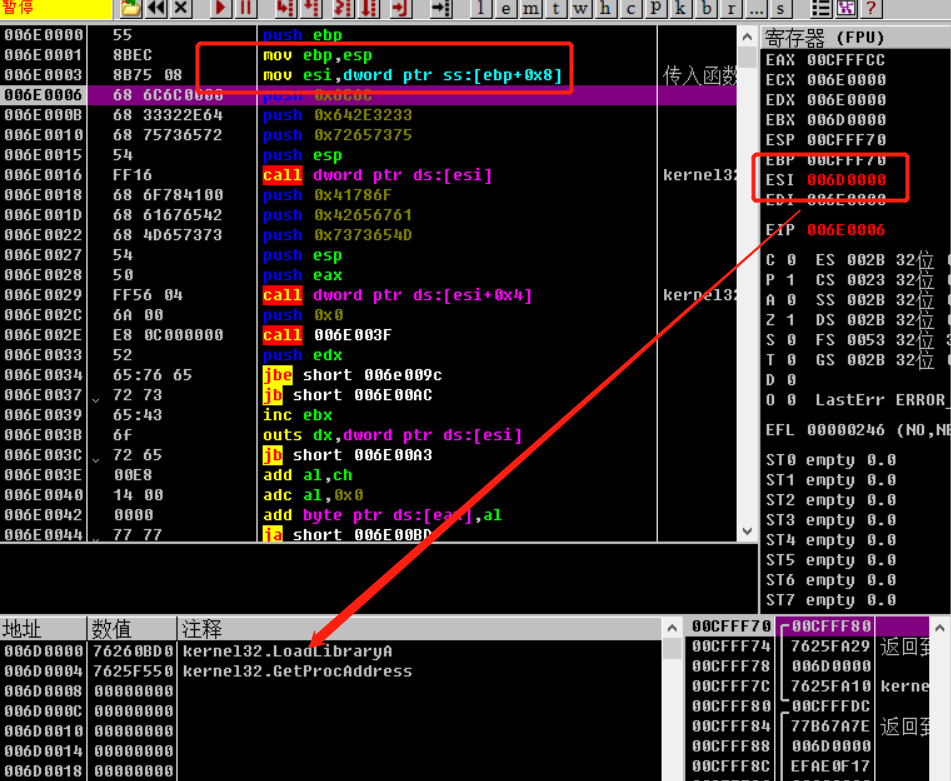 暂停 l e m t w h c P k b r ... s ?
006E0000 55 push ebp
006E0001 8BEC mov ebp,esp
006E0003 8B75 08 mov esi,dword ptr ss:[ebp+0x8] 传入函数
006E0006 68 6C6C0000 push 0x6C6C
006E000B 68 33322E64 push 0x642E3233
006E0010 68 75736572 push 0x72657375
006E0015 54 push esp
006E0016 FF16 call dword ptr ds:[esi] kernel32
006E0018 68 6F784100 push 0x41786F
006E001D 68 61676542 push 0x42656761
006E0022 68 4D657373 push 0x7373654D
006E0027 54 push esp
006E0028 50 push eax
006E0029 FF56 04 call dword ptr ds:[esi+0x4] kernel32
006E002C 6A 00 push 0x0
006E002E E8 0C000000 call 006E003F
006E0033 52 push edx
006E0034 65:76 65 jbe short 006e009c
006E0037 72 73 jb short 006E00AC
006E0039 65:43 inc ebx
006E003B 6f outs dx,dword ptr ds:[esi]
006E003C 72 65 jb short 006E00A3
006E003E 00E8 add al,ch
006E0040 14 00 adc al,0x0
006E0042 0000 add byte ptr ds:[eax],al
006E0044 77 77 ja short 006E00BD
寄存器 (FPU)
EAX 00CFFFCC
ECX 006E0000
EDX 006E0000
EBX 006D0000
ESP 00CFFF70
EBP 00CFFF70
ESI 006D0000
EDI 006E0000
EIP 006E0006
C 0 ES 002B 32位
P 1 CS 0023 32位
A 0 SS 002B 32位
Z 1 DS 002B 32位
S 0 FS 0053 32位
T 0 GS 002B 32位
D 0
O 0 LastErr ERROR_
EFL 00000246 (NO,NB
ST0 empty 0.0
ST1 empty 0.0
ST2 empty 0.0
ST3 empty 0.0
ST4 empty 0.0
ST5 empty 0.0
ST6 empty 0.0
ST7 empty 0.0
地址 数值 注释
006D0000 76260BD0 kernel32.LoadLibraryA
006D0004 7625F550 kernel32.GetProcAddress
006D0008 00000000
006D000C 00000000
006D0010 00000000
006D0014 00000000
006D0018 00000000
00CFFF70 00CFFF80
00CFFF74 7625FA29 返回到
00CFFF78 006D0000
00CFFF7C 7625FA10 kerne
00CFFF80 00CFFFDC
00CFFF84 77B67A7E 返回到
00CFFF88 006D0000
00CFFF8C EFAE0F17